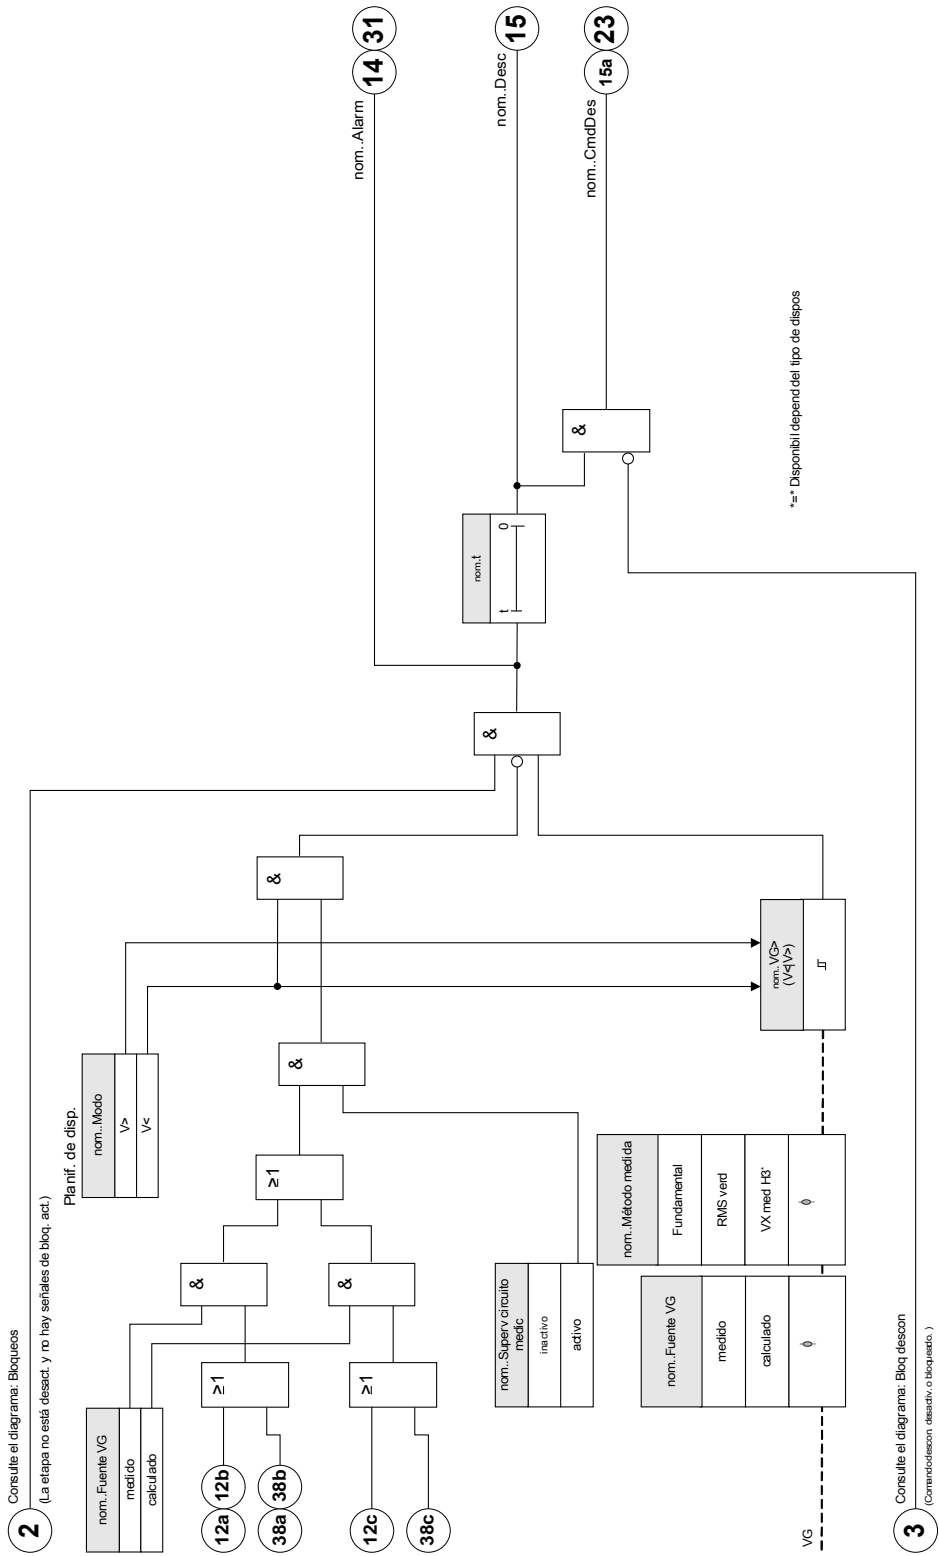 2
Consulte el diagrama: Bloqueos
(La etapa no está desact. y no hay señales de bloq. act.)
Planif. de disp.
nom..Modo
V>
V<
nom..Fuente VG
medido
calculado
12a
12b
38a
38b
12c
38c
≥1
≥1
&
&
≥1
&
&
nom..Superv circuito
medic
inactivo
activo
nom..Fuente VG
medido
calculado
ϕ
nom..Método medida
Fundamental
RMS verd
VX med H3'
ϕ
VG
nom..VG>
(V<|V>)
&
nom.t
t
0
&
nom..Alarm
14
31
nom..Desc
15
nom..CmdDes
15a
23
*=* Disponibil depend del tipo de dispos
3
Consulte el diagrama: Bloq descon
(Comando descon. desactiv. o bloqueado. )